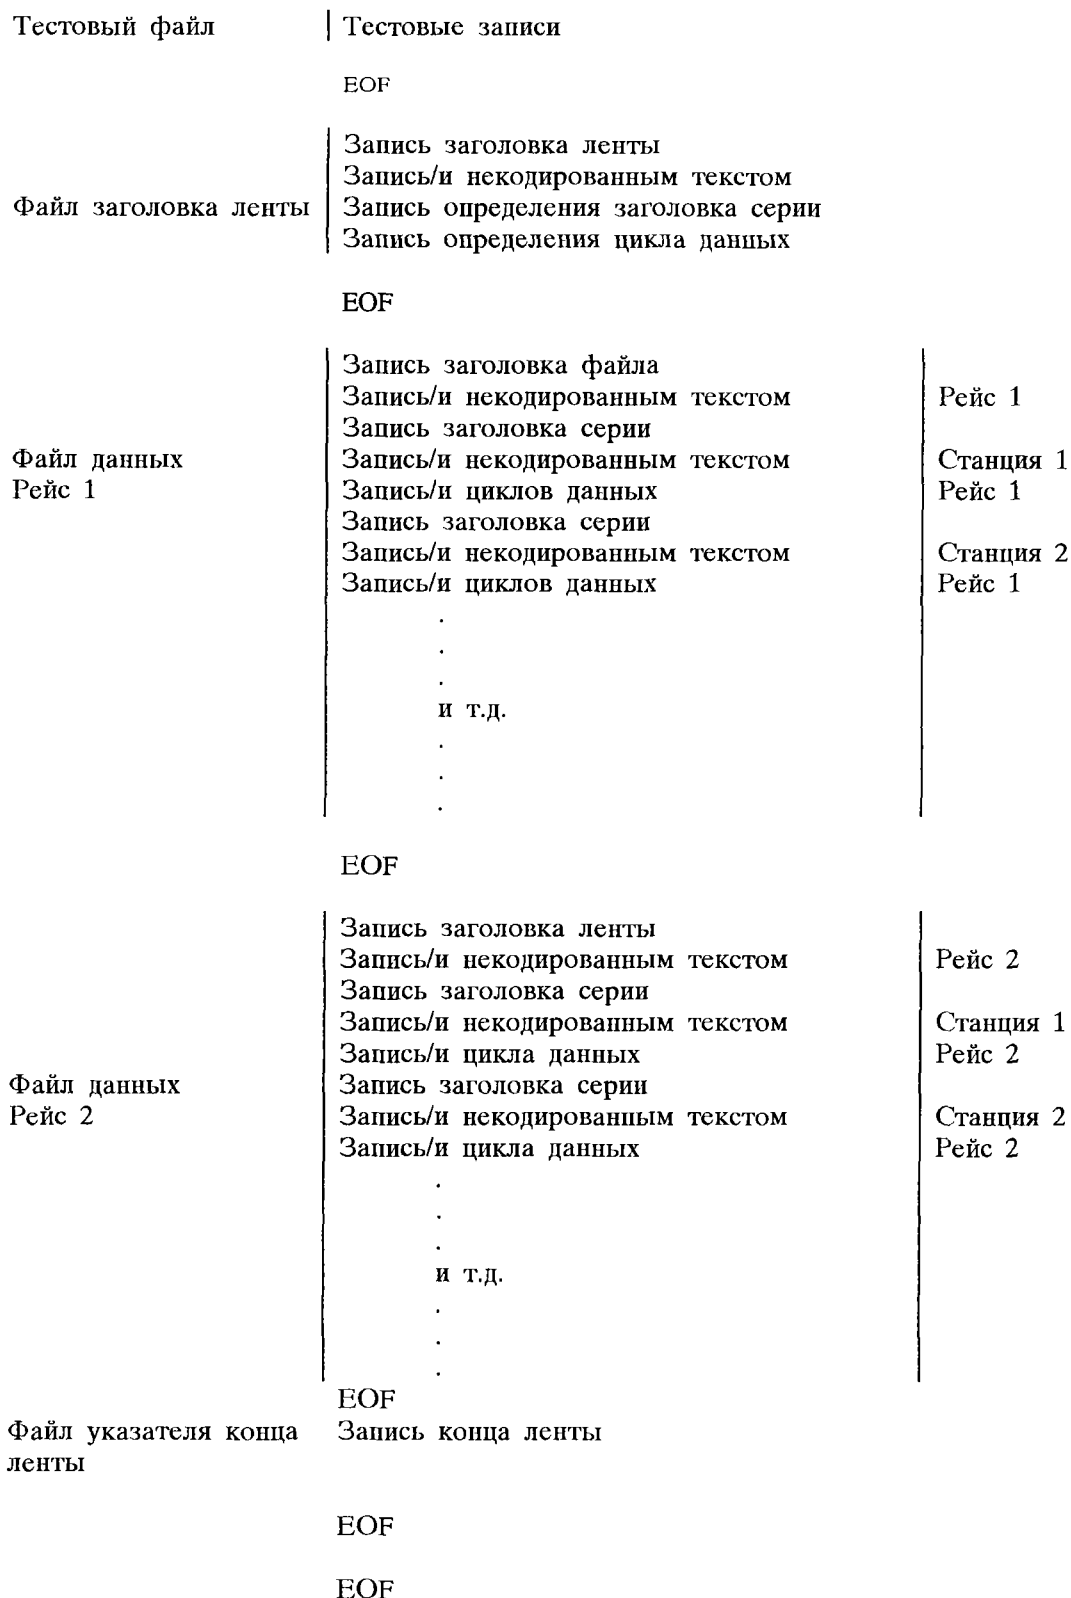 Тестовый файл | Тестовые записи
EOF
Запись заголовка ленты
Запись/и некодированным текстом
Файл заголовка ленты Запись определения заголовка серии
Запись определения цикла данных
EOF
Запись заголовка файла
Запись/и некодированным текстом Рейс 1
Запись заголовка серии
Файл данных Запись/и некодированным текстом Станция 1
Рейс 1 Запись/и циклов данных Рейс 1
Запись заголовка серии
Запись/и некодированным текстом Станция 2
Запись/и циклов данных Рейс 1
.
.
.
и т.д.
.
.
.
EOF
Запись заголовка ленты
Запись/и некодированным текстом Рейс 2
Запись заголовка серии
Запись/и некодированным текстом Станция 1
Запись/и цикла данных Рейс 2
Файл данных Запись заголовка серии
Рейс 2 Запись/и некодированным текстом Станция 2
Запись/и цикла данных Рейс 2
.
.
.
и т.д.
.
.
.
EOF
Файл указателя конца Запись конца ленты
ленты
EOF
EOF